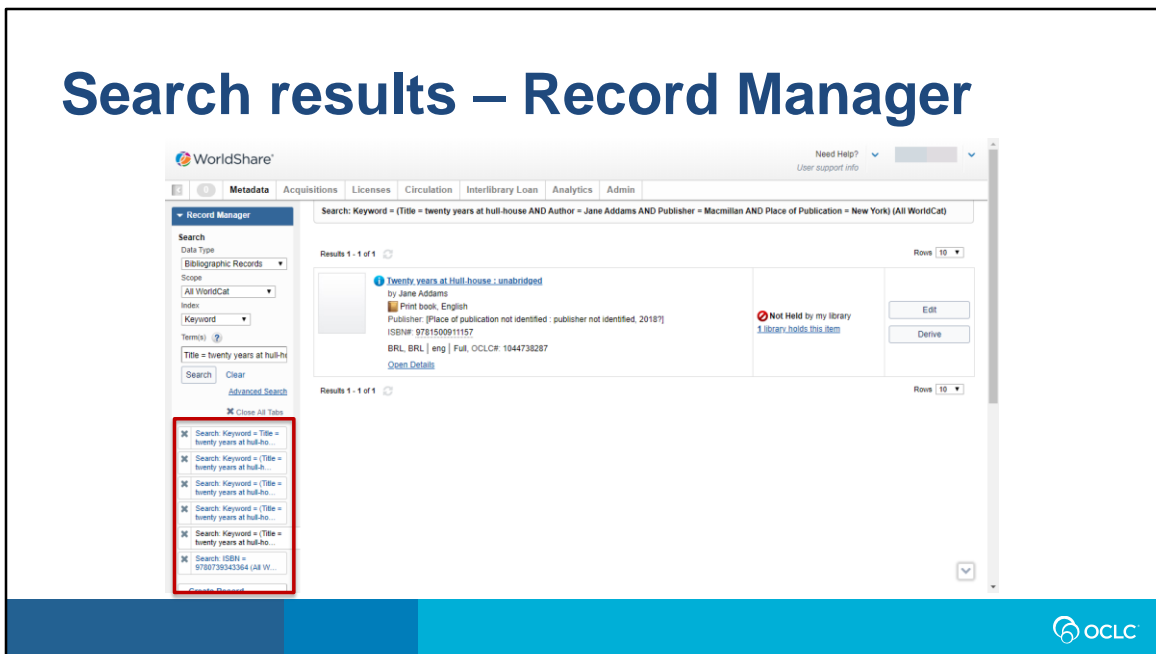 Search results – Record Manager
WorldShare®
Need Help?
User support info
0
Metadata Acquisitions Licenses Circulation Interlibrary Loan Analytics Admin
Record Manager
Search
Data Type
Bibliographic Records
Scope
All WorldCat
Index
Keyword
Term(s) ?
Title = twenty years at hull-h
Search Clear
Advanced Search
Close All Tabs
Search: Keyword = Title =
twenty years at hull-ho...
Search: Keyword = (Title =
twenty years at hull-h...
Search: Keyword = (Title =
twenty years at hull-ho...
Search: Keyword = (Title =
twenty years at hull-ho...
Search: Keyword = (Title =
twenty years at hull-ho...
Search: ISBN =
9780739343364 (All W...
Create Record
Search: Keyword = (Title = twenty years at hull-house AND Author = Jane Addams AND Publisher = Macmillan AND Place of Publication = New York) (All WorldCat)
Results 1 - 1 of 1
Rows 10
Twenty years at Hull-house : unabridged
by Jane Addams
Print book, English
Publisher: [Place of publication not identified : publisher not identified, 2018?]
ISBN#: 9781500911157
BRL, BRL | eng | Full, OCLC#: 1044738287
Open Details
Not Held by my library
1 library holds this item
Edit
Derive
Results 1 - 1 of 1
Rows 10
OCLC